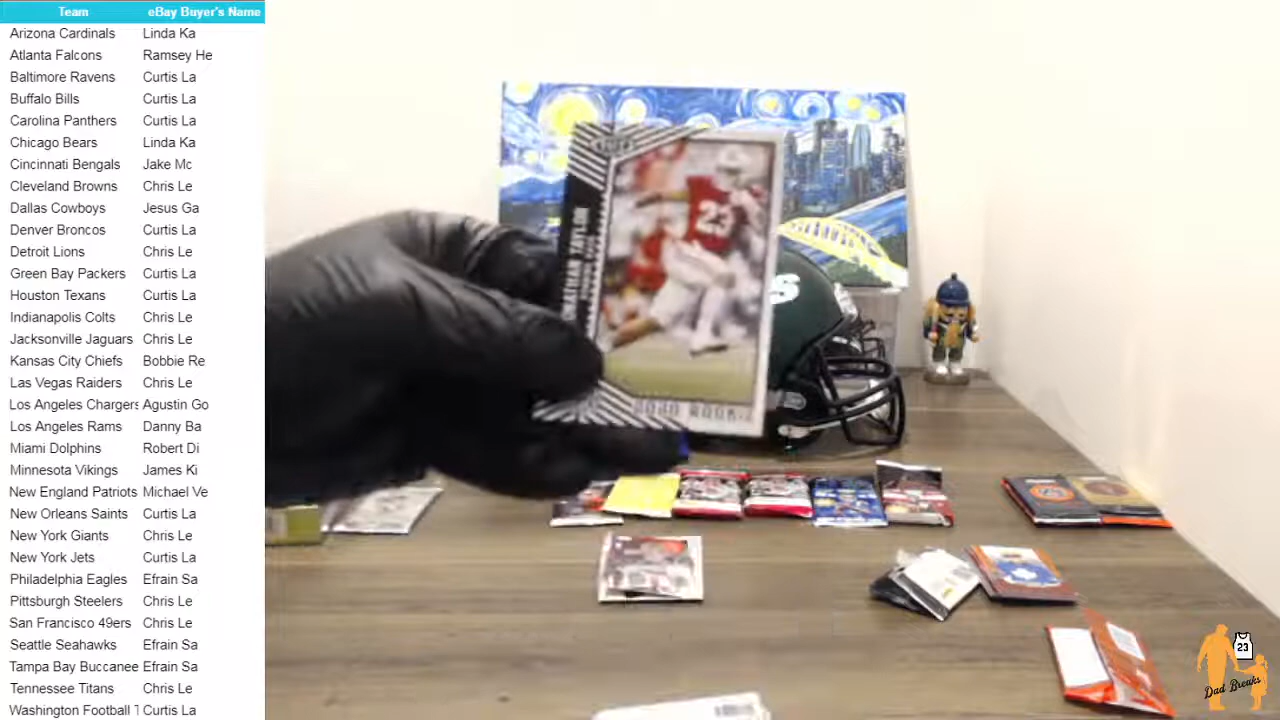 Team eBay Buyer's Name
Arizona Cardinals Linda Ka
Atlanta Falcons Ramsey He
Baltimore Ravens Curtis La
Buffalo Bills Curtis La
Carolina Panthers Curtis La
Chicago Bears Linda Ka
Cincinnati Bengals Jake Mc
Cleveland Browns Chris Le
Dallas Cowboys Jesus Ga
Denver Broncos Curtis La
Detroit Lions Chris Le
Green Bay Packers Curtis La
Houston Texans Curtis La
Indianapolis Colts Chris Le
Jacksonville Jaguars Chris Le
Kansas City Chiefs Bobbie Re
Las Vegas Raiders Chris Le
Los Angeles Chargers Agustin Go
Los Angeles Rams Danny Ba
Miami Dolphins Robert Di
Minnesota Vikings James Ki
New England Patriots Michael Ve
New Orleans Saints Curtis La
New York Giants Chris Le
New York Jets Curtis La
Philadelphia Eagles Efrain Sa
Pittsburgh Steelers Chris Le
San Francisco 49ers Chris Le
Seattle Seahawks Efrain Sa
Tampa Bay Buccanee Efrain Sa
Tennessee Titans Chris Le
Washington Football T Curtis La
NATHAN TAYLOR
23
S
23
Dad Breaks